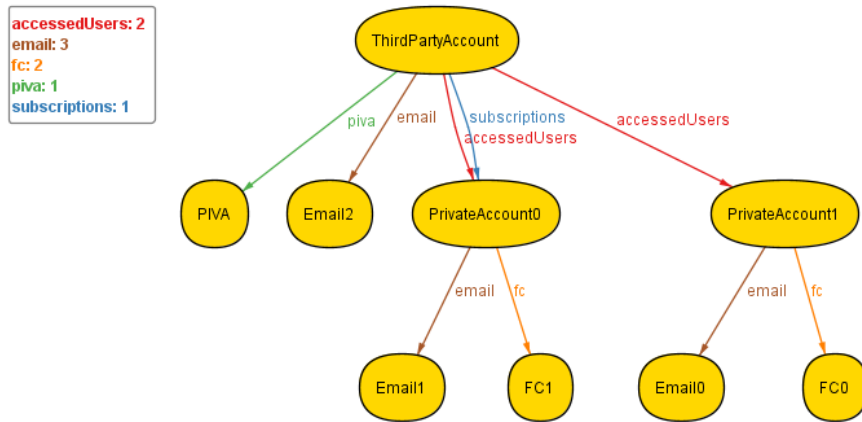 accessedUsers: 2
email: 3
fc: 2
piva: 1
subscriptions: 1
ThirdPartyAccount
piva
email
subscriptions
accessedUsers
accessedUsers
PIVA
Email2
PrivateAccount0
PrivateAccount1
email
fc
email
fc
Email1
FC1
Email0
FC0